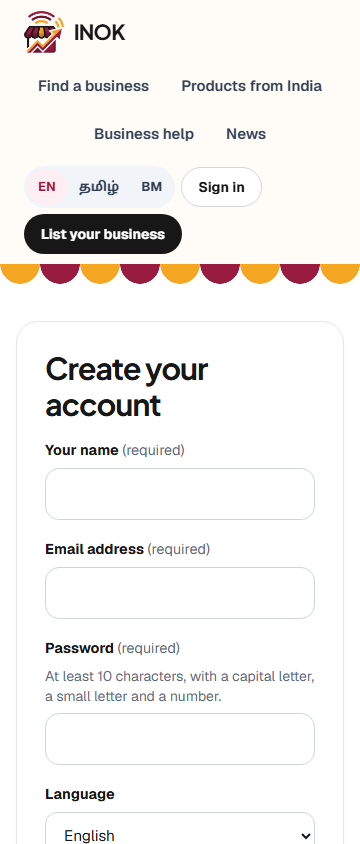 INOK
Find a business
Products from India
Business help
News
EN
தமிழ்
BM
Sign in
List your business
Create your
account
Your name (required)
Email address (required)
Password (required)
At least 10 characters, with a capital letter,
a small letter and a number.
Language
English